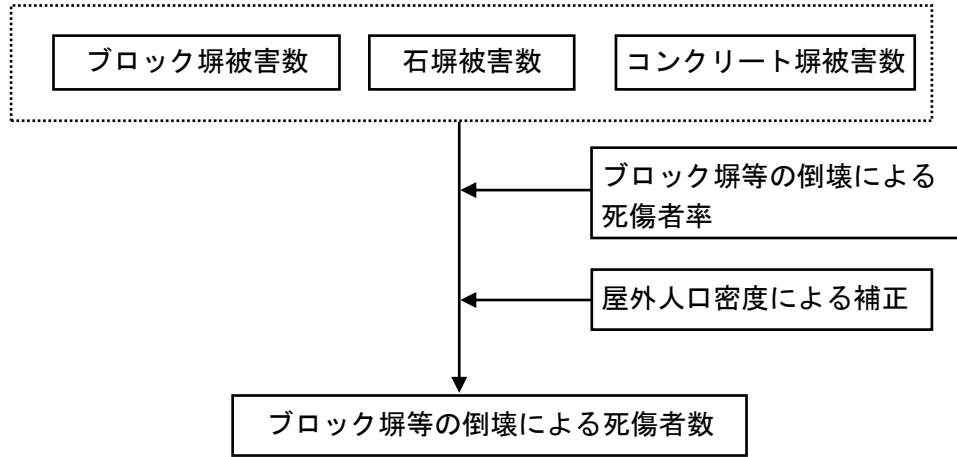 ブロック塀被害数
石塀被害数
コンクリート塀被害数
ブロック塀等の倒壊による
死傷者率
屋外人口密度による補正
ブロック塀等の倒壊による死傷者数